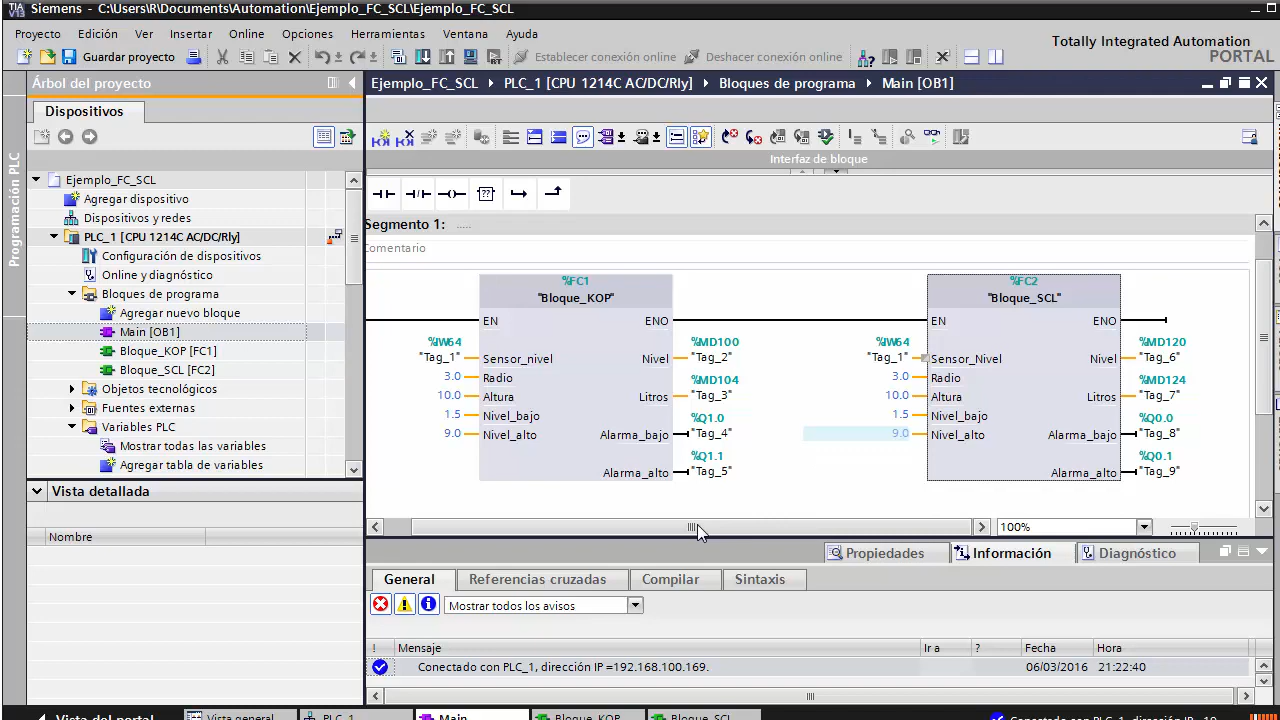 TIA
V13
Siemens - C:\Users\R\Documents\Automation\Ejemplo_FC_SCL\Ejemplo_FC_SCL
Proyecto Edición Ver Insertar Online Opciones Herramientas Ventana Ayuda
Totally Integrated Automation
PORTAL
Guardar proyecto Establecer conexión online Deshacer conexión online
Árbol del proyecto
Ejemplo_FC_SCL PLC_1 [CPU 1214C AC/DC/Rly] Bloques de programa Main [OB1]
Dispositivos
Programación PLC
Interfaz de bloque
Ejemplo_FC_SCL
Agregar dispositivo
Dispositivos y redes
PLC_1 [CPU 1214C AC/DC/Rly]
Configuración de dispositivos
Online y diagnóstico
Bloques de programa
Agregar nuevo bloque
Main [OB1]
Bloque_KOP [FC1]
Bloque_SCL [FC2]
Objetos tecnológicos
Fuentes externas
Variables PLC
Mostrar todas las variables
Agregar tabla de variables
Vista detallada
Nombre
??
Segmento 1: .....
Comentario
%FC1
"Bloque_KOP"
EN ENO
%IW64
"Tag_1" Sensor_nivel
3.0 Radio
10.0 Altura
1.5 Nivel_bajo
9.0 Nivel_alto
Nivel %MD100
"Tag_2"
Litros %MD104
"Tag_3"
Alarma_bajo %Q1.0
"Tag_4"
Alarma_alto %Q1.1
"Tag_5"
%FC2
"Bloque_SCL"
EN ENO
%IW64
"Tag_1" Sensor_Nivel
3.0 Radio
10.0 Altura
1.5 Nivel_bajo
9.0 Nivel_alto
Nivel %MD120
"Tag_6"
Litros %MD124
"Tag_7"
Alarma_bajo %Q0.0
"Tag_8"
Alarma_alto %Q0.1
"Tag_9"
100%
Propiedades Información Diagnóstico
General Referencias cruzadas Compilar Sintaxis
Mostrar todos los avisos
! Mensaje Ir a ? Fecha Hora
Conectado con PLC_1, dirección IP =192.168.100.169. 06/03/2016 21:22:40
Vista del portal Vista general PLC_1 Main Bloque_KOP Bloque_SCL